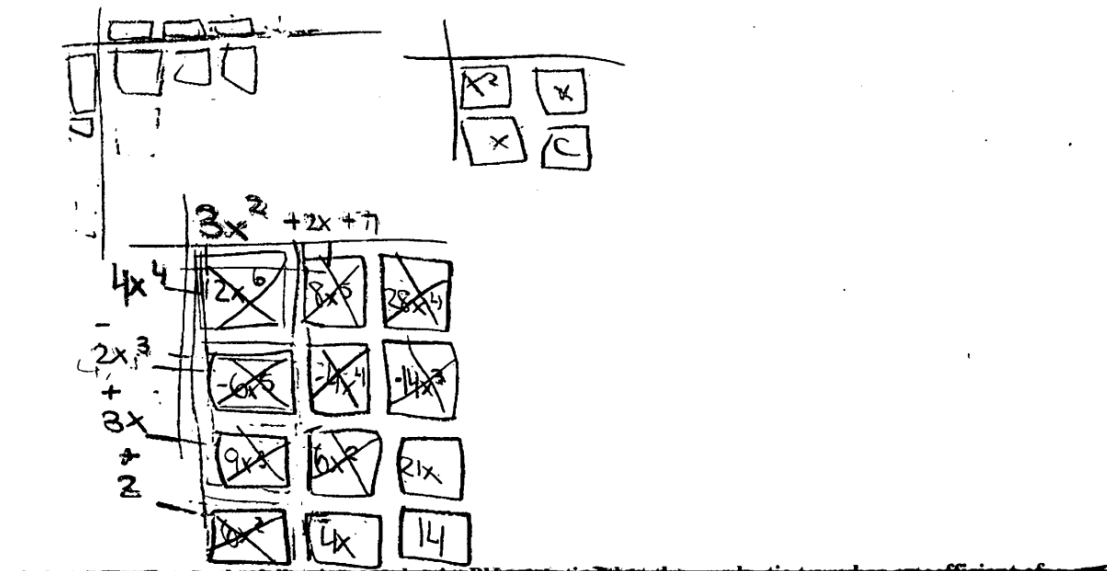 x² x
x C
3x² + 2x + 7
4x⁴ 12x⁶ 8x⁵ 28x⁴
- 2x³ -6x⁵ -4x⁴ -14x³
+ 3x 9x³ 6x² 21x
+ 2 6x² 4x 14